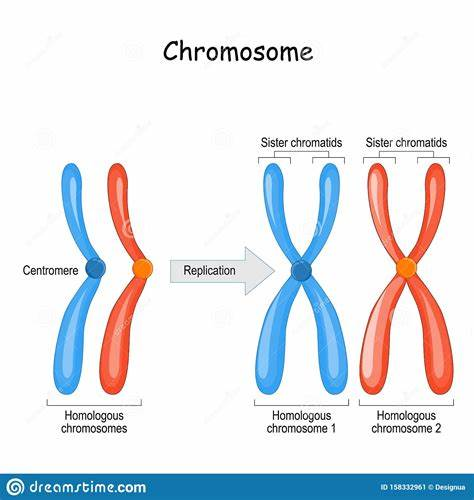 Chromosome
Sister chromatids
Sister chromatids
Centromere
Replication
Homologous
chromosomes
Homologous
chromosome 1
Homologous
chromosome 2
dreamstime.com
ID 158332961 © Designua